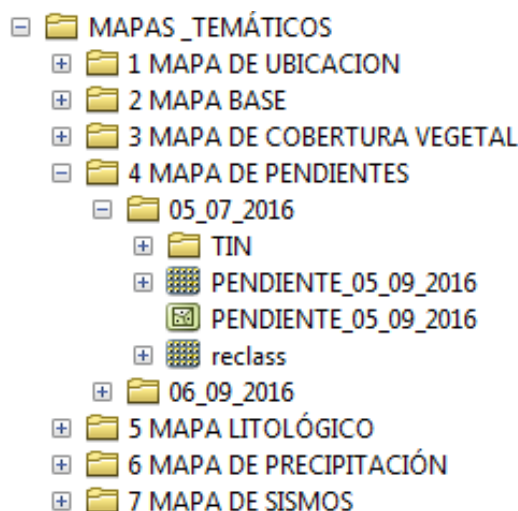 MAPAS _TEMÁTICOS
1 MAPA DE UBICACION
2 MAPA BASE
3 MAPA DE COBERTURA VEGETAL
4 MAPA DE PENDIENTES
05_07_2016
TIN
PENDIENTE_05_09_2016
PENDIENTE_05_09_2016
reclass
06_09_2016
5 MAPA LITOLÓGICO
6 MAPA DE PRECIPITACIÓN
7 MAPA DE SISMOS